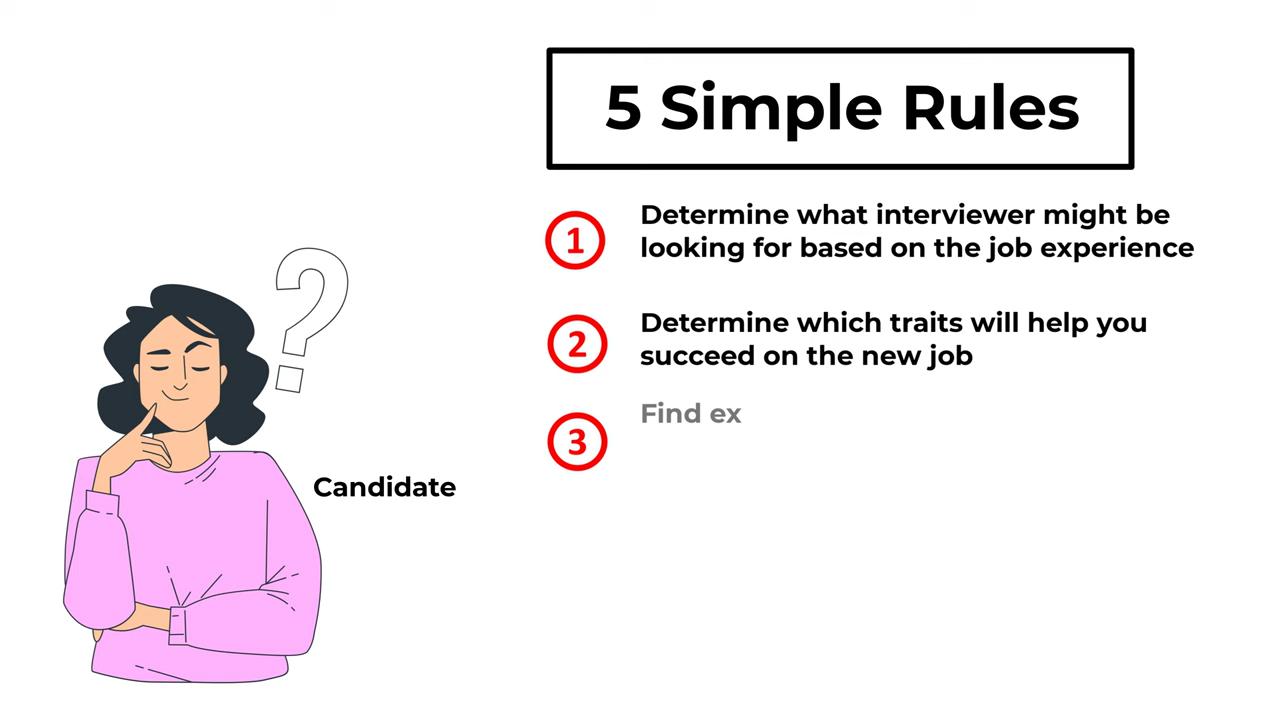 5 Simple Rules
1
Determine what interviewer might be
looking for based on the job experience
2
Determine which traits will help you
succeed on the new job
3
Find ex
?
Candidate